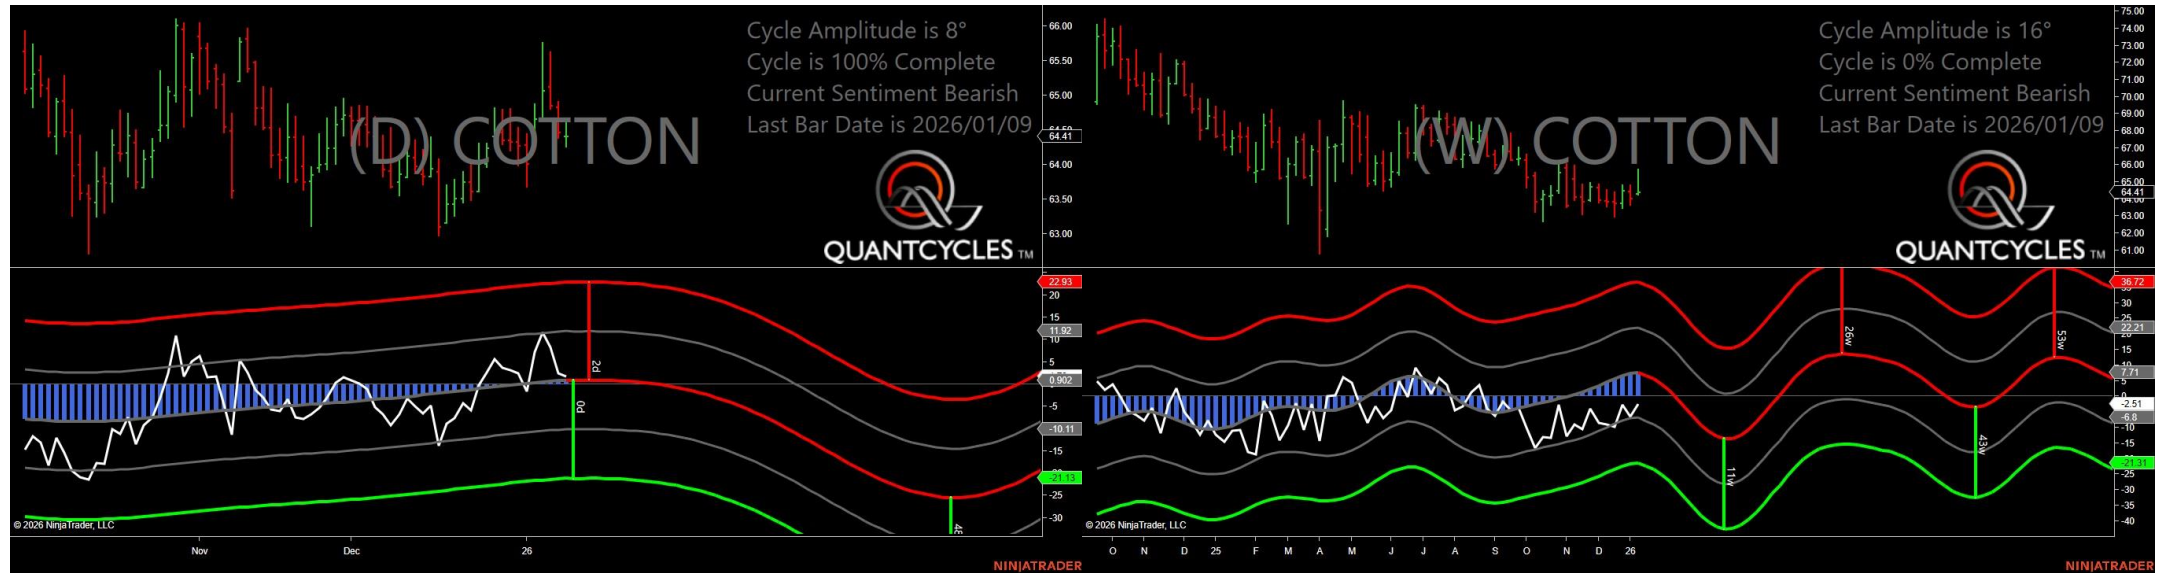 Cycle Amplitude is 8°
Cycle is 100% Complete
Current Sentiment Bearish
Last Bar Date is 2026/01/09
(D) COTTON
QUANTCYCLES TM
66.00
65.50
65.00
64.41
64.00
63.50
63.00
22.93
20
15
11.92
10
5
0.902
-5
-10.11
-15
-21.13
-25
-30
2d
0d
© 2026 NinjaTrader, LLC
Nov Dec 26
NINJATRADER
Cycle Amplitude is 16°
Cycle is 0% Complete
Current Sentiment Bearish
Last Bar Date is 2026/01/09
(W) COTTON
QUANTCYCLES TM
75.00
74.00
73.00
72.00
71.00
70.00
69.00
68.00
67.00
66.00
65.00
64.41
64.00
63.00
62.00
61.00
36.72
30
22.21
15
7.71
5
0
-2.51
-6.8
-10
-15
-21.31
-25
-30
-35
-40
26w
53w
11w
43w
© 2026 NinjaTrader, LLC
O N D 25 F M A M J J A S O N D 26
NINJATRADER